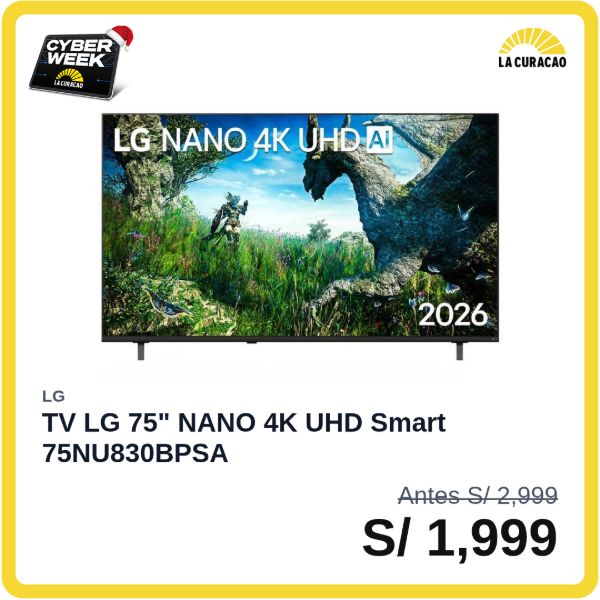 CYBER
WEEK
LA CURACAO
LA CURACAO
LG NANO 4K UHD AI
2026
LG
TV LG 75" NANO 4K UHD Smart
75NU830BPSA
Antes S/ 2,999
S/ 1,999